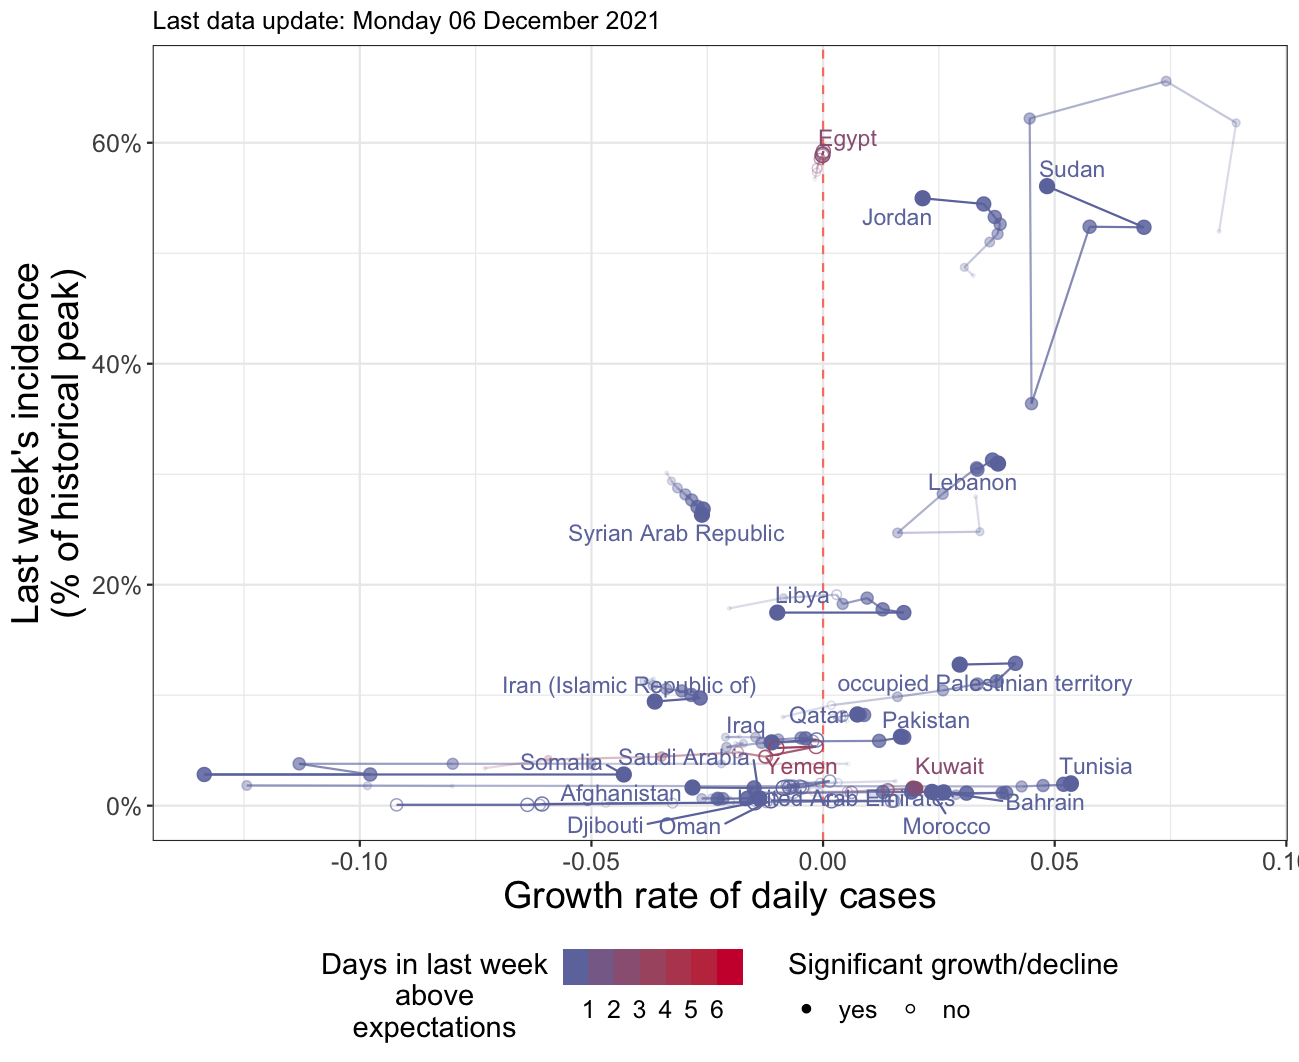 Last data update: Monday 06 December 2021
Last week's incidence
(% of historical peak)
60%
40%
20%
0%
Egypt
Sudan
Jordan
Lebanon
Syrian Arab Republic
Libya
Iran (Islamic Republic of)
occupied Palestinian territory
Qatar
Pakistan
Iraq
Somalia
Saudi Arabia
Yemen
Kuwait
Tunisia
Afghanistan
Arab Emirates
Bahrain
Djibouti
Oman
Morocco
-0.10
-0.05
0.00
0.05
Growth rate of daily cases
Days in last week
above
expectations
1 2 3 4 5 6
Significant growth/decline
yes
no